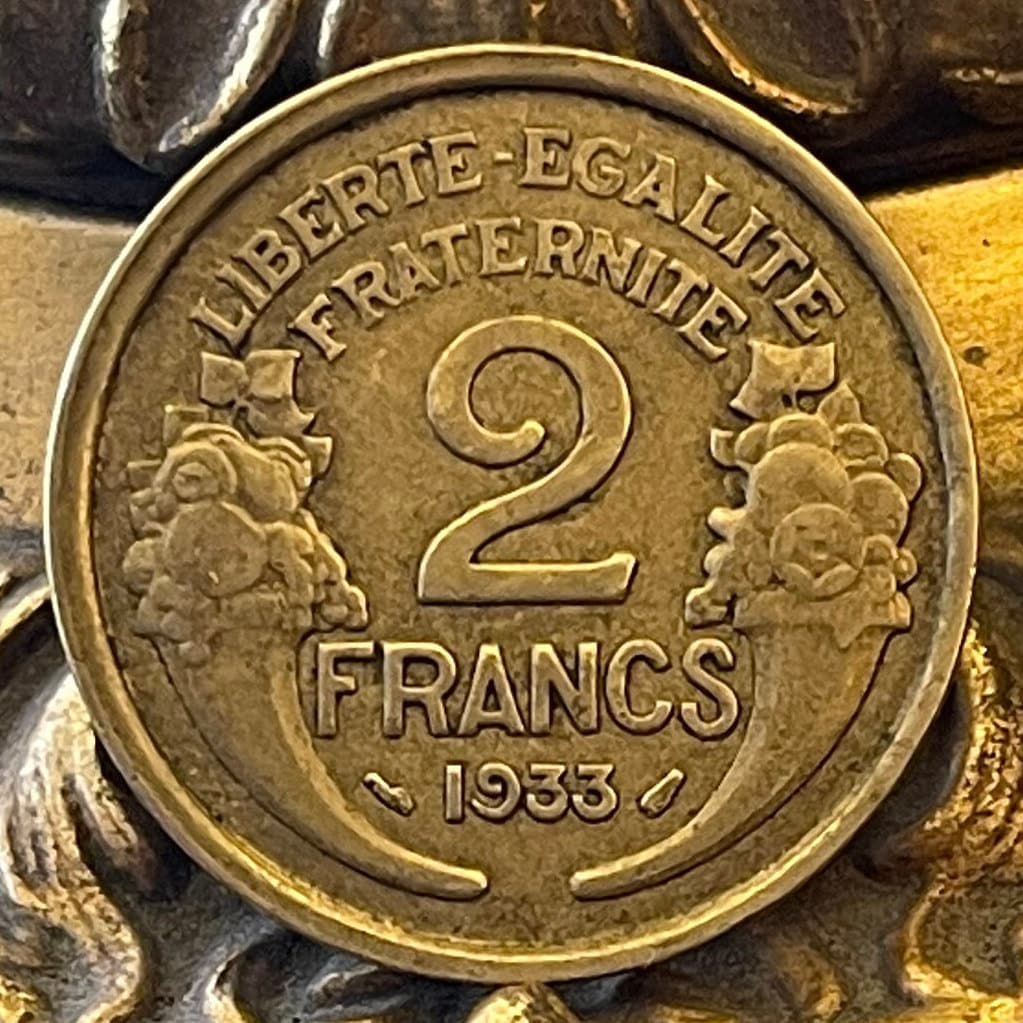 LIBERTE-EGALITE
FRATERNITE
2
FRANCS
1933